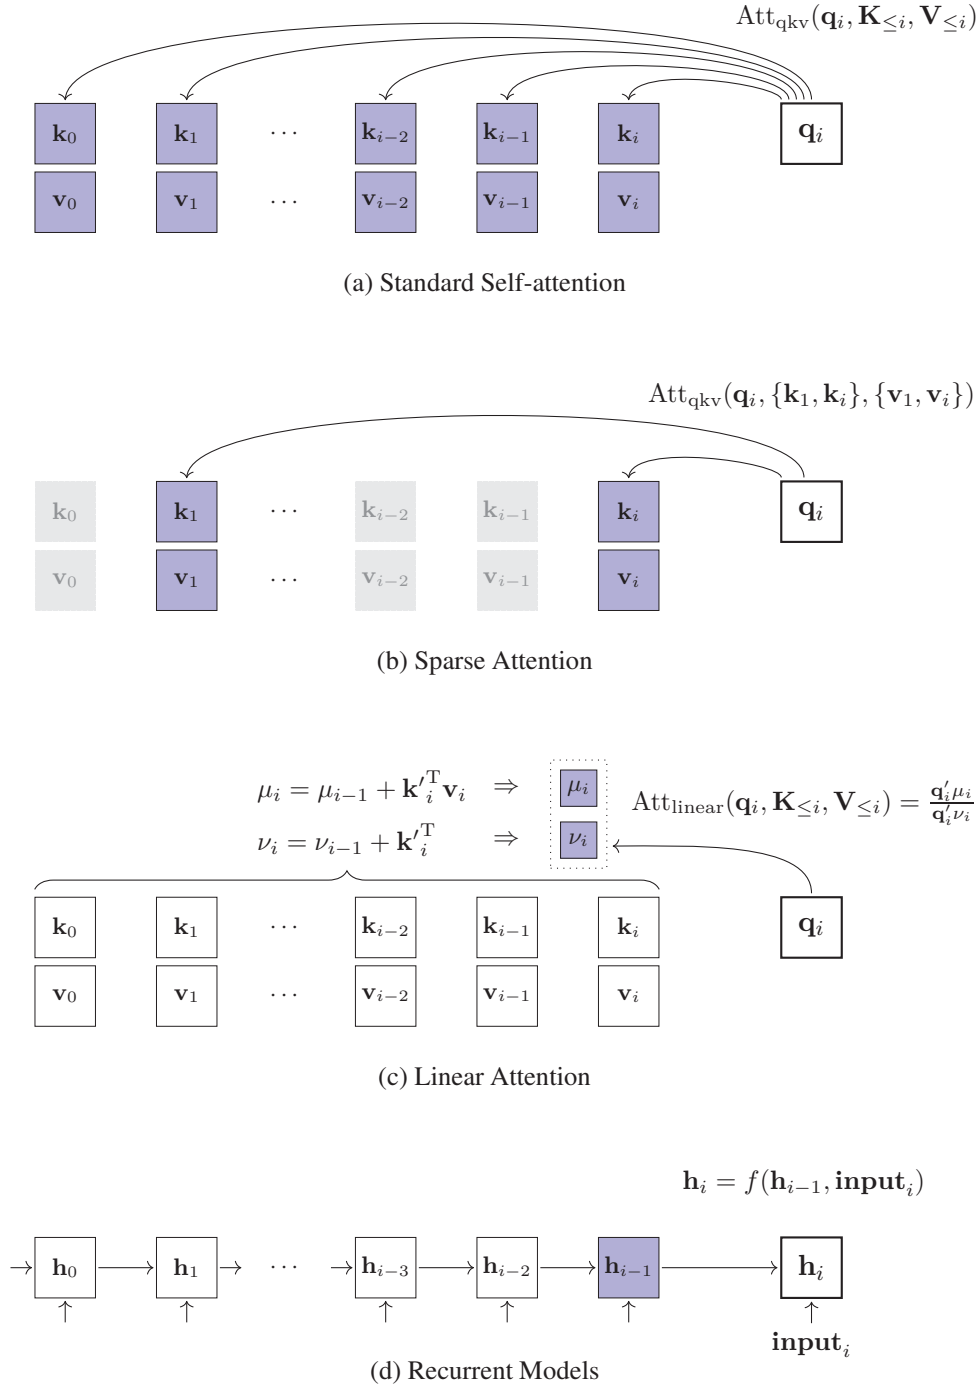 Att_qkv(q_i, K_≤i, V_≤i)
k_0 k_1 ⋯ k_{i−2} k_{i−1} k_i q_i
v_0 v_1 ⋯ v_{i−2} v_{i−1} v_i
(a) Standard Self-attention
Att_qkv(q_i, {k_1, k_i}, {v_1, v_i})
k_0 k_1 ⋯ k_{i−2} k_{i−1} k_i q_i
v_0 v_1 ⋯ v_{i−2} v_{i−1} v_i
(b) Sparse Attention
μ_i = μ_{i−1} + k′_i^T v_i ⇒ μ_i Att_linear(q_i, K_≤i, V_≤i) = q′_i μ_i / q′_i ν_i
ν_i = ν_{i−1} + k′_i^T ⇒ ν_i
k_0 k_1 ⋯ k_{i−2} k_{i−1} k_i q_i
v_0 v_1 ⋯ v_{i−2} v_{i−1} v_i
(c) Linear Attention
h_i = f(h_{i−1}, input_i)
→ h_0 → h_1 → ⋯ → h_{i−3} → h_{i−2} → h_{i−1} → h_i
input_i
(d) Recurrent Models